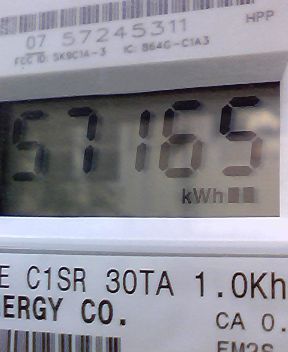 HPP
07 57245311
FCC ID: SK9C1A-3 IC: 864G-C1A3
57165
kWh
E C1SR 30TA 1.0Kh
ERGY CO.
CA 0.
EM2S